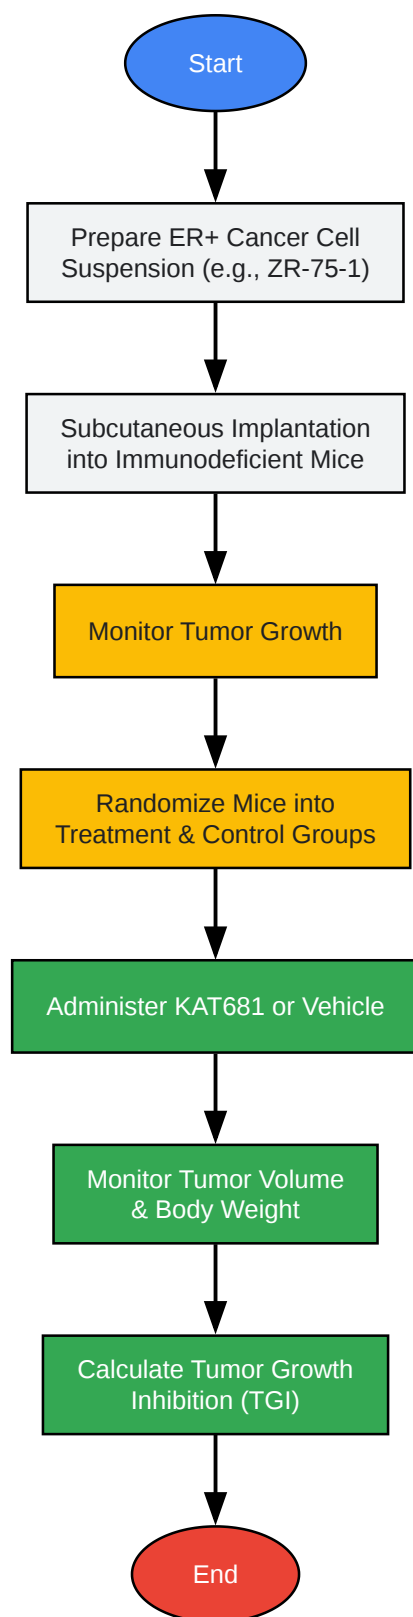 Start
Prepare ER+ Cancer Cell
Suspension (e.g., ZR-75-1)
Subcutaneous Implantation
into Immunodeficient Mice
Monitor Tumor Growth
Randomize Mice into
Treatment & Control Groups
Administer KAT681 or Vehicle
Monitor Tumor Volume
& Body Weight
Calculate Tumor Growth
Inhibition (TGI)
End